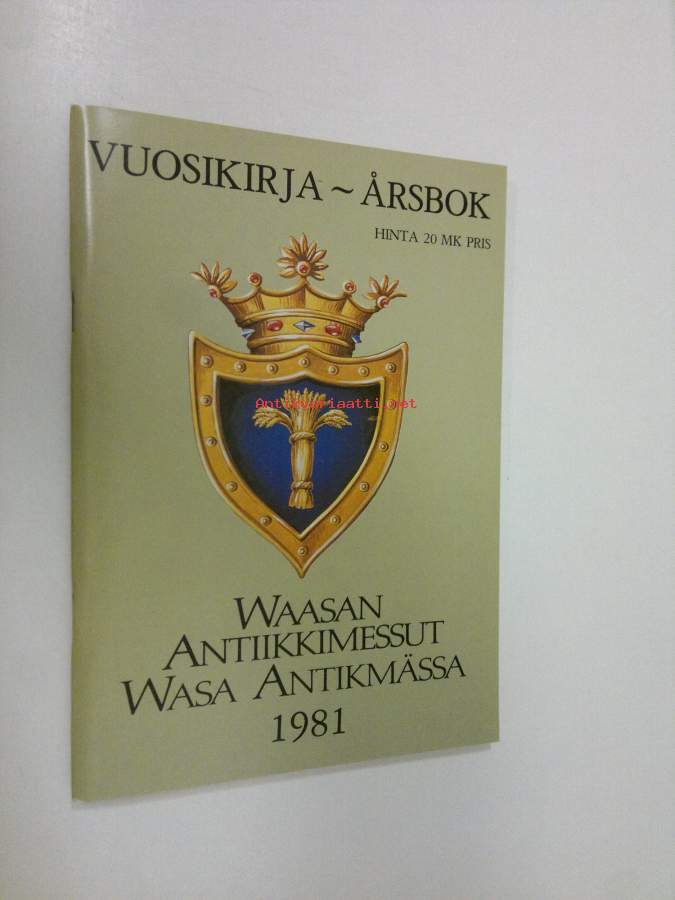 VUOSIKIRJA ~ ÅRSBOK
HINTA 20 MK PRIS
Antikvariaatti.net
WAASAN
ANTIIKKIMESSUT
WASA ANTIKMÄSSA
1981